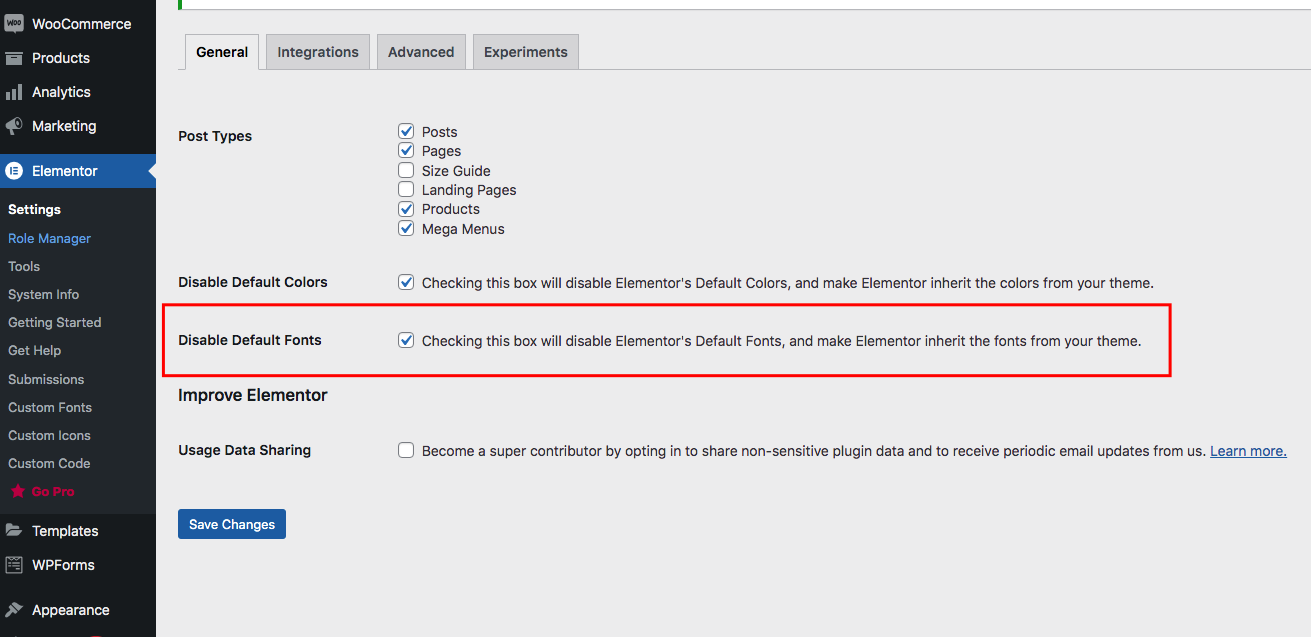 WOO WooCommerce
Products
Analytics
Marketing
Elementor
Settings
Role Manager
Tools
System Info
Getting Started
Get Help
Submissions
Custom Fonts
Custom Icons
Custom Code
Go Pro
Templates
WPForms
Appearance
General Integrations Advanced Experiments
Post Types
Posts
Pages
Size Guide
Landing Pages
Products
Mega Menus
Disable Default Colors Checking this box will disable Elementor's Default Colors, and make Elementor inherit the colors from your theme.
Disable Default Fonts Checking this box will disable Elementor's Default Fonts, and make Elementor inherit the fonts from your theme.
Improve Elementor
Usage Data Sharing Become a super contributor by opting in to share non-sensitive plugin data and to receive periodic email updates from us. Learn more.
Save Changes